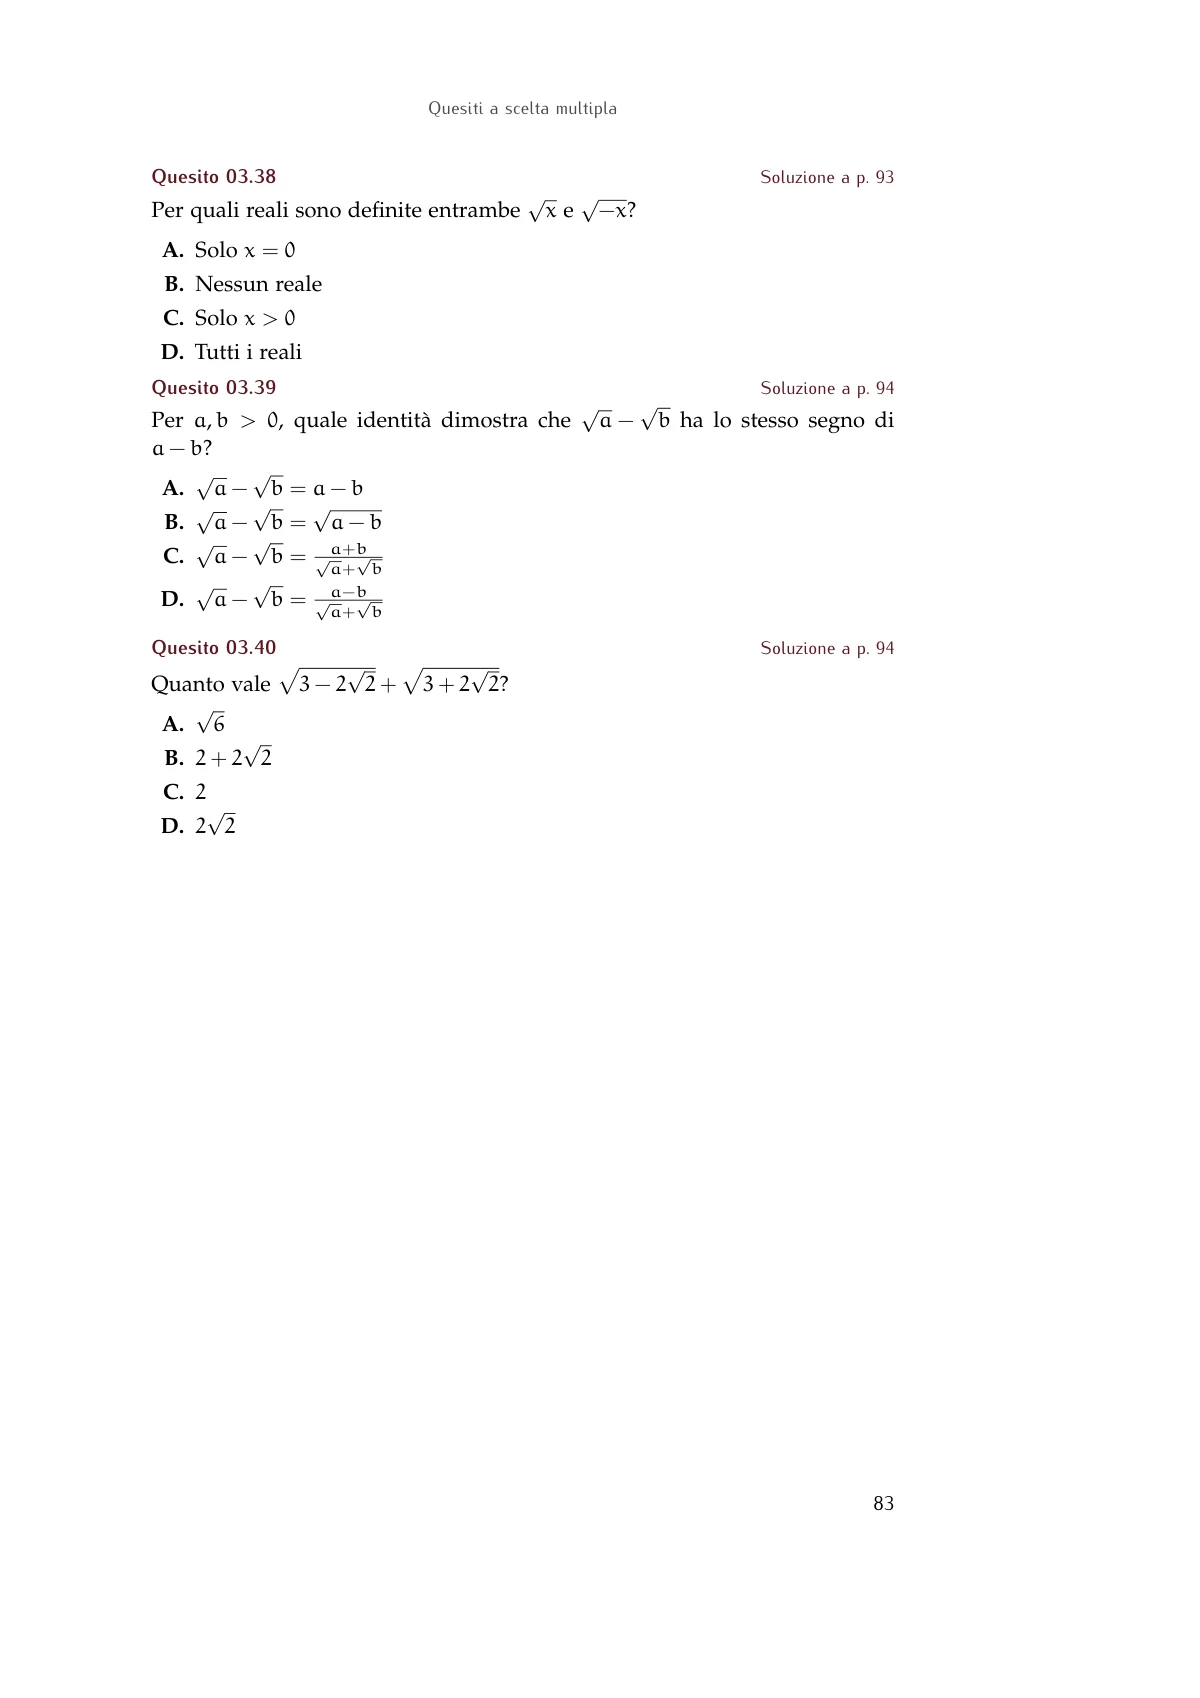 Quesiti a scelta multipla
Quesito 03.38 Soluzione a p. 93
Per quali reali sono definite entrambe √x e √−x?
A. Solo x = 0
B. Nessun reale
C. Solo x > 0
D. Tutti i reali
Quesito 03.39 Soluzione a p. 94
Per a, b > 0, quale identità dimostra che √a − √b ha lo stesso segno di
a − b?
A. √a − √b = a − b
B. √a − √b = √(a − b)
C. √a − √b = (a+b)/(√a+√b)
D. √a − √b = (a−b)/(√a+√b)
Quesito 03.40 Soluzione a p. 94
Quanto vale √(3 − 2√2) + √(3 + 2√2)?
A. √6
B. 2 + 2√2
C. 2
D. 2√2
83